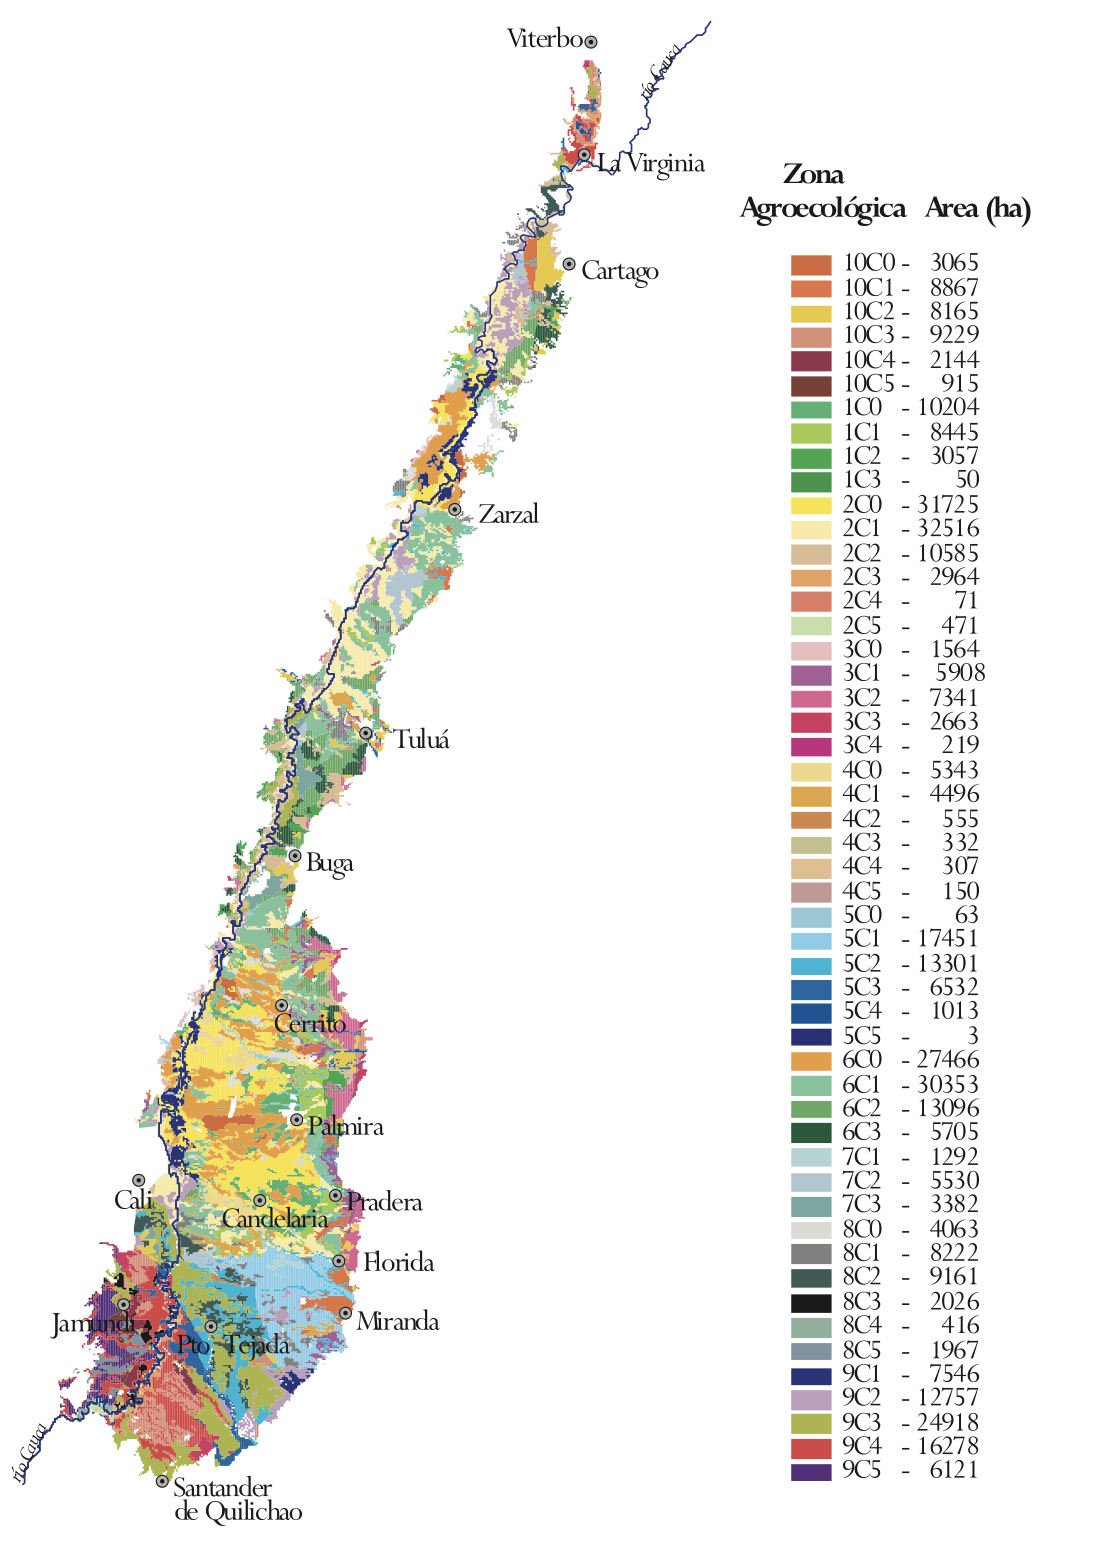 Viterbo
río Cauca
La Virginia
Cartago
Zarzal
Tuluá
Buga
Cerrito
Palmira
Cali
Pradera
Candelaria
Florida
Jamundí
Miranda
Pto. Tejada
río Cauca
Santander
de Quilichao
Zona
Agroecológica Area (ha)
10C0 - 3065
10C1 - 8867
10C2 - 8165
10C3 - 9229
10C4 - 2144
10C5 - 915
1C0 - 10204
1C1 - 8445
1C2 - 3057
1C3 - 50
2C0 - 31725
2C1 - 32516
2C2 - 10585
2C3 - 2964
2C4 - 71
2C5 - 471
3C0 - 1564
3C1 - 5908
3C2 - 7341
3C3 - 2663
3C4 - 219
4C0 - 5343
4C1 - 4496
4C2 - 555
4C3 - 332
4C4 - 307
4C5 - 150
5C0 - 63
5C1 - 17451
5C2 - 13301
5C3 - 6532
5C4 - 1013
5C5 - 3
6C0 - 27466
6C1 - 30353
6C2 - 13096
6C3 - 5705
7C1 - 1292
7C2 - 5530
7C3 - 3382
8C0 - 4063
8C1 - 8222
8C2 - 9161
8C3 - 2026
8C4 - 416
8C5 - 1967
9C1 - 7546
9C2 - 12757
9C3 - 24918
9C4 - 16278
9C5 - 6121